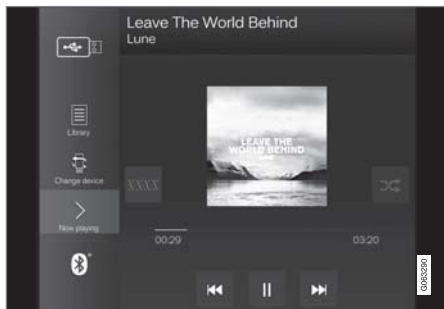 Leave The World Behind
Lune
Library
Change device
Now playing
LEAVE THE
WORLD BEHIND
LUNE
XXXX
00:29
03:20
G063290